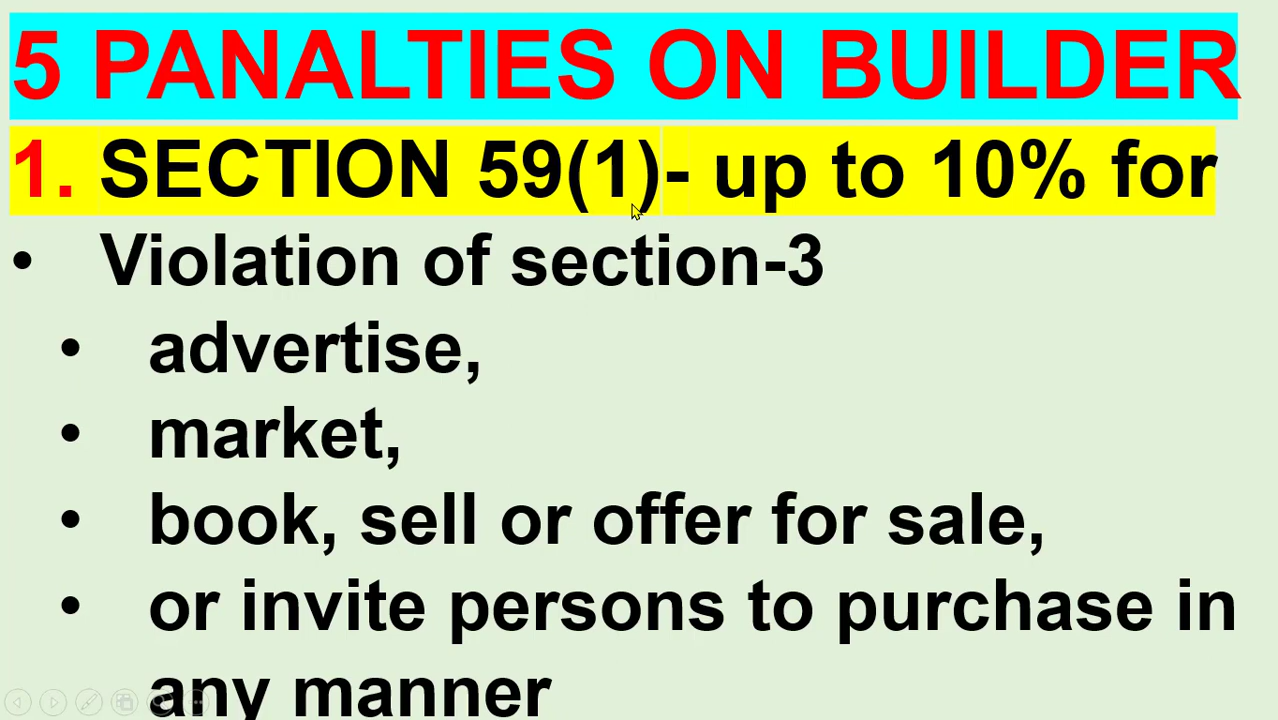 5 PANALTIES ON BUILDER
1. SECTION 59(1)- up to 10% for
• Violation of section-3
• advertise,
• market,
• book, sell or offer for sale,
• or invite persons to purchase in
any manner